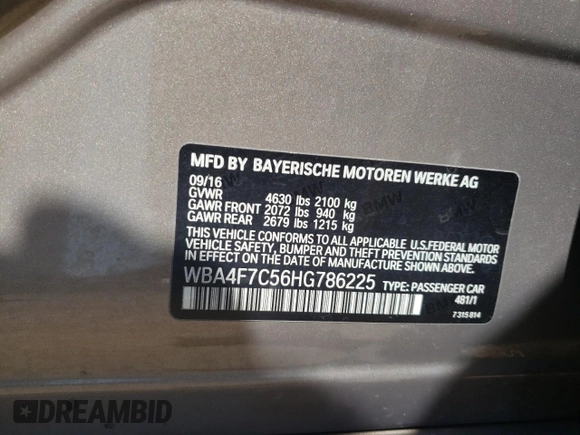 MFD BY BAYERISCHE MOTOREN WERKE AG
09/16
GVWR 4630 lbs 2100 kg
GAWR FRONT 2072 lbs 940 kg
GAWR REAR 2679 lbs 1215 kg
THIS VEHICLE CONFORMS TO ALL APPLICABLE U.S.FEDERAL MOTOR
VEHICLE SAFETY, BUMPER AND THEFT PREVENTION STANDARDS
IN EFFECT ON THE DATE OF MANUFACTURE SHOWN ABOVE.
WBA4F7C56HG786225 TYPE: PASSENGER CAR
481/1
7315814
DREAMBID